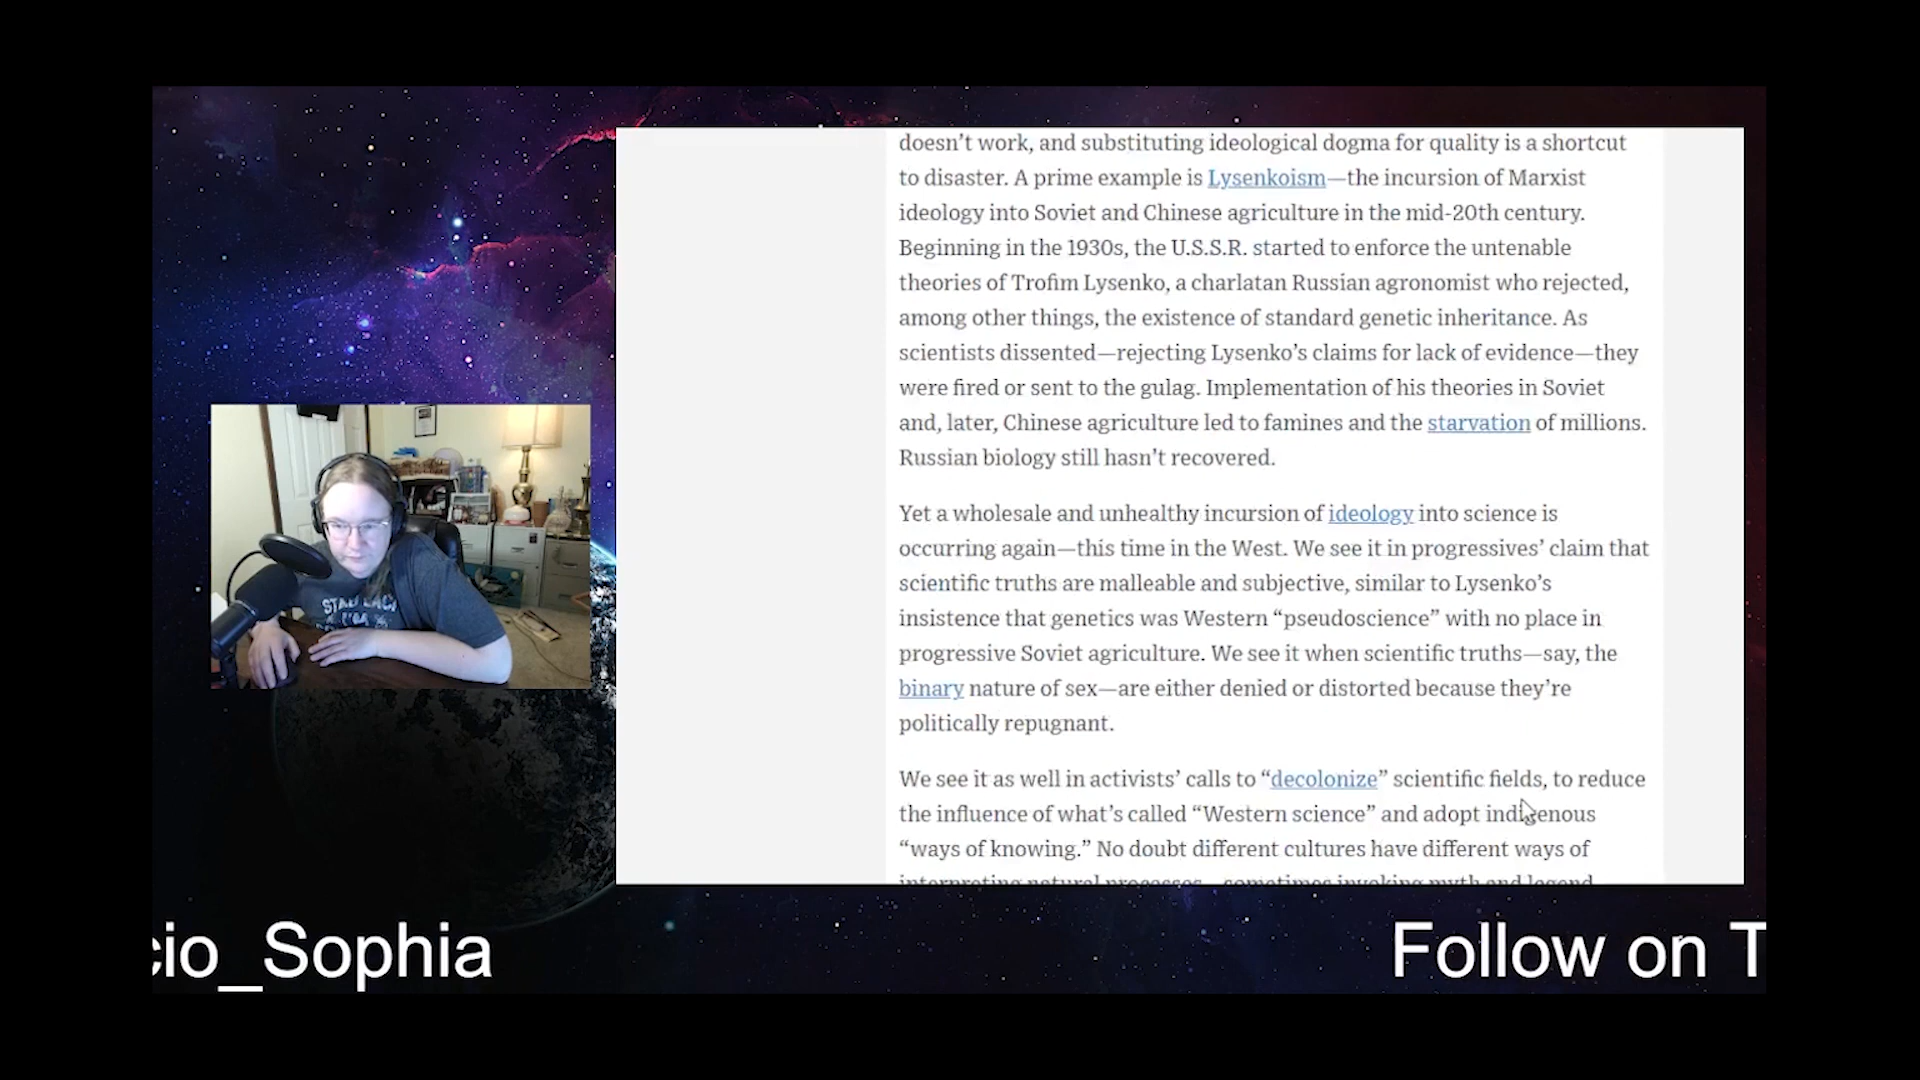 doesn’t work, and substituting ideological dogma for quality is a shortcut
to disaster. A prime example is Lysenkoism—the incursion of Marxist
ideology into Soviet and Chinese agriculture in the mid-20th century.
Beginning in the 1930s, the U.S.S.R. started to enforce the untenable
theories of Trofim Lysenko, a charlatan Russian agronomist who rejected,
among other things, the existence of standard genetic inheritance. As
scientists dissented—rejecting Lysenko’s claims for lack of evidence—they
were fired or sent to the gulag. Implementation of his theories in Soviet
and, later, Chinese agriculture led to famines and the starvation of millions.
Russian biology still hasn’t recovered.
Yet a wholesale and unhealthy incursion of ideology into science is
occurring again—this time in the West. We see it in progressives’ claim that
scientific truths are malleable and subjective, similar to Lysenko’s
insistence that genetics was Western “pseudoscience” with no place in
progressive Soviet agriculture. We see it when scientific truths—say, the
binary nature of sex—are either denied or distorted because they’re
politically repugnant.
We see it as well in activists’ calls to “decolonize” scientific fields, to reduce
the influence of what’s called “Western science” and adopt indigenous
“ways of knowing.” No doubt different cultures have different ways of
interpreting natural processes—sometimes invoking myth and legend
cio_Sophia
Follow on T